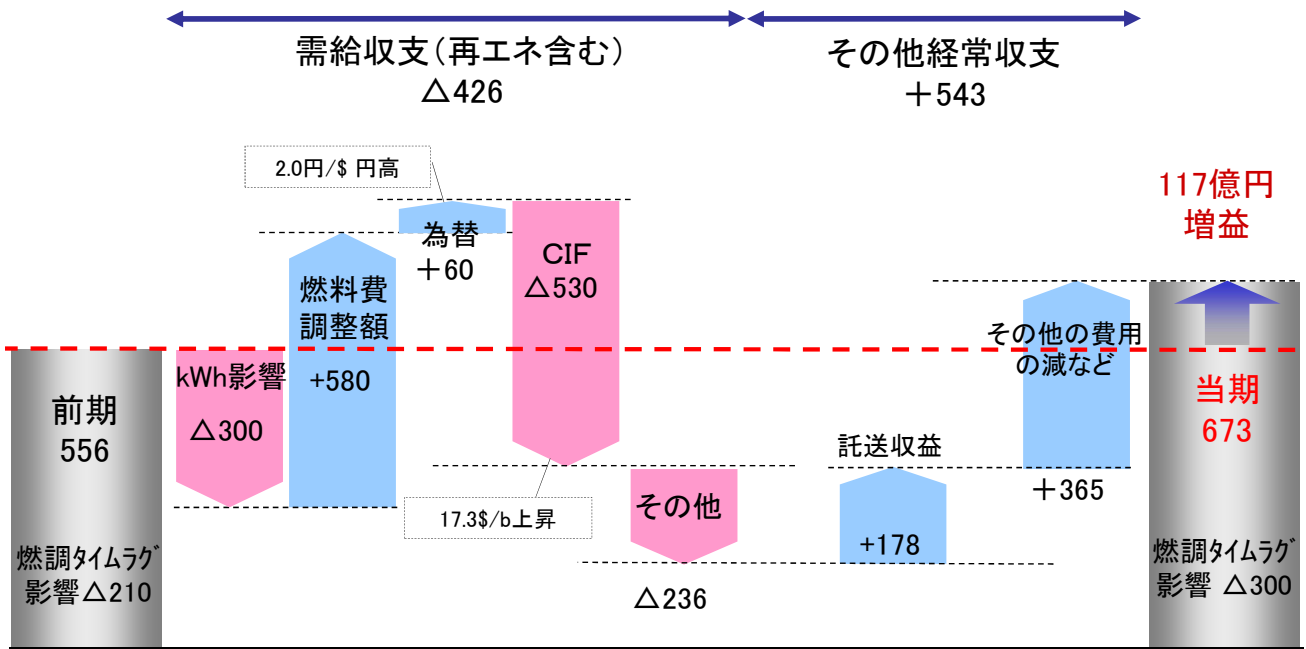 需給収支（再エネ含む）
△426
その他経常収支
＋543
2.0円/$ 円高
117億円
増益
為替
＋60
CIF
△530
燃料費
調整額
+580
その他の費用
の減など
＋365
kWh影響
△300
前期
556
当期
673
託送収益
+178
17.3$/b上昇
その他
△236
燃調ﾀｲﾑﾗｸﾞ
影響△210
燃調ﾀｲﾑﾗｸﾞ
影響 △300